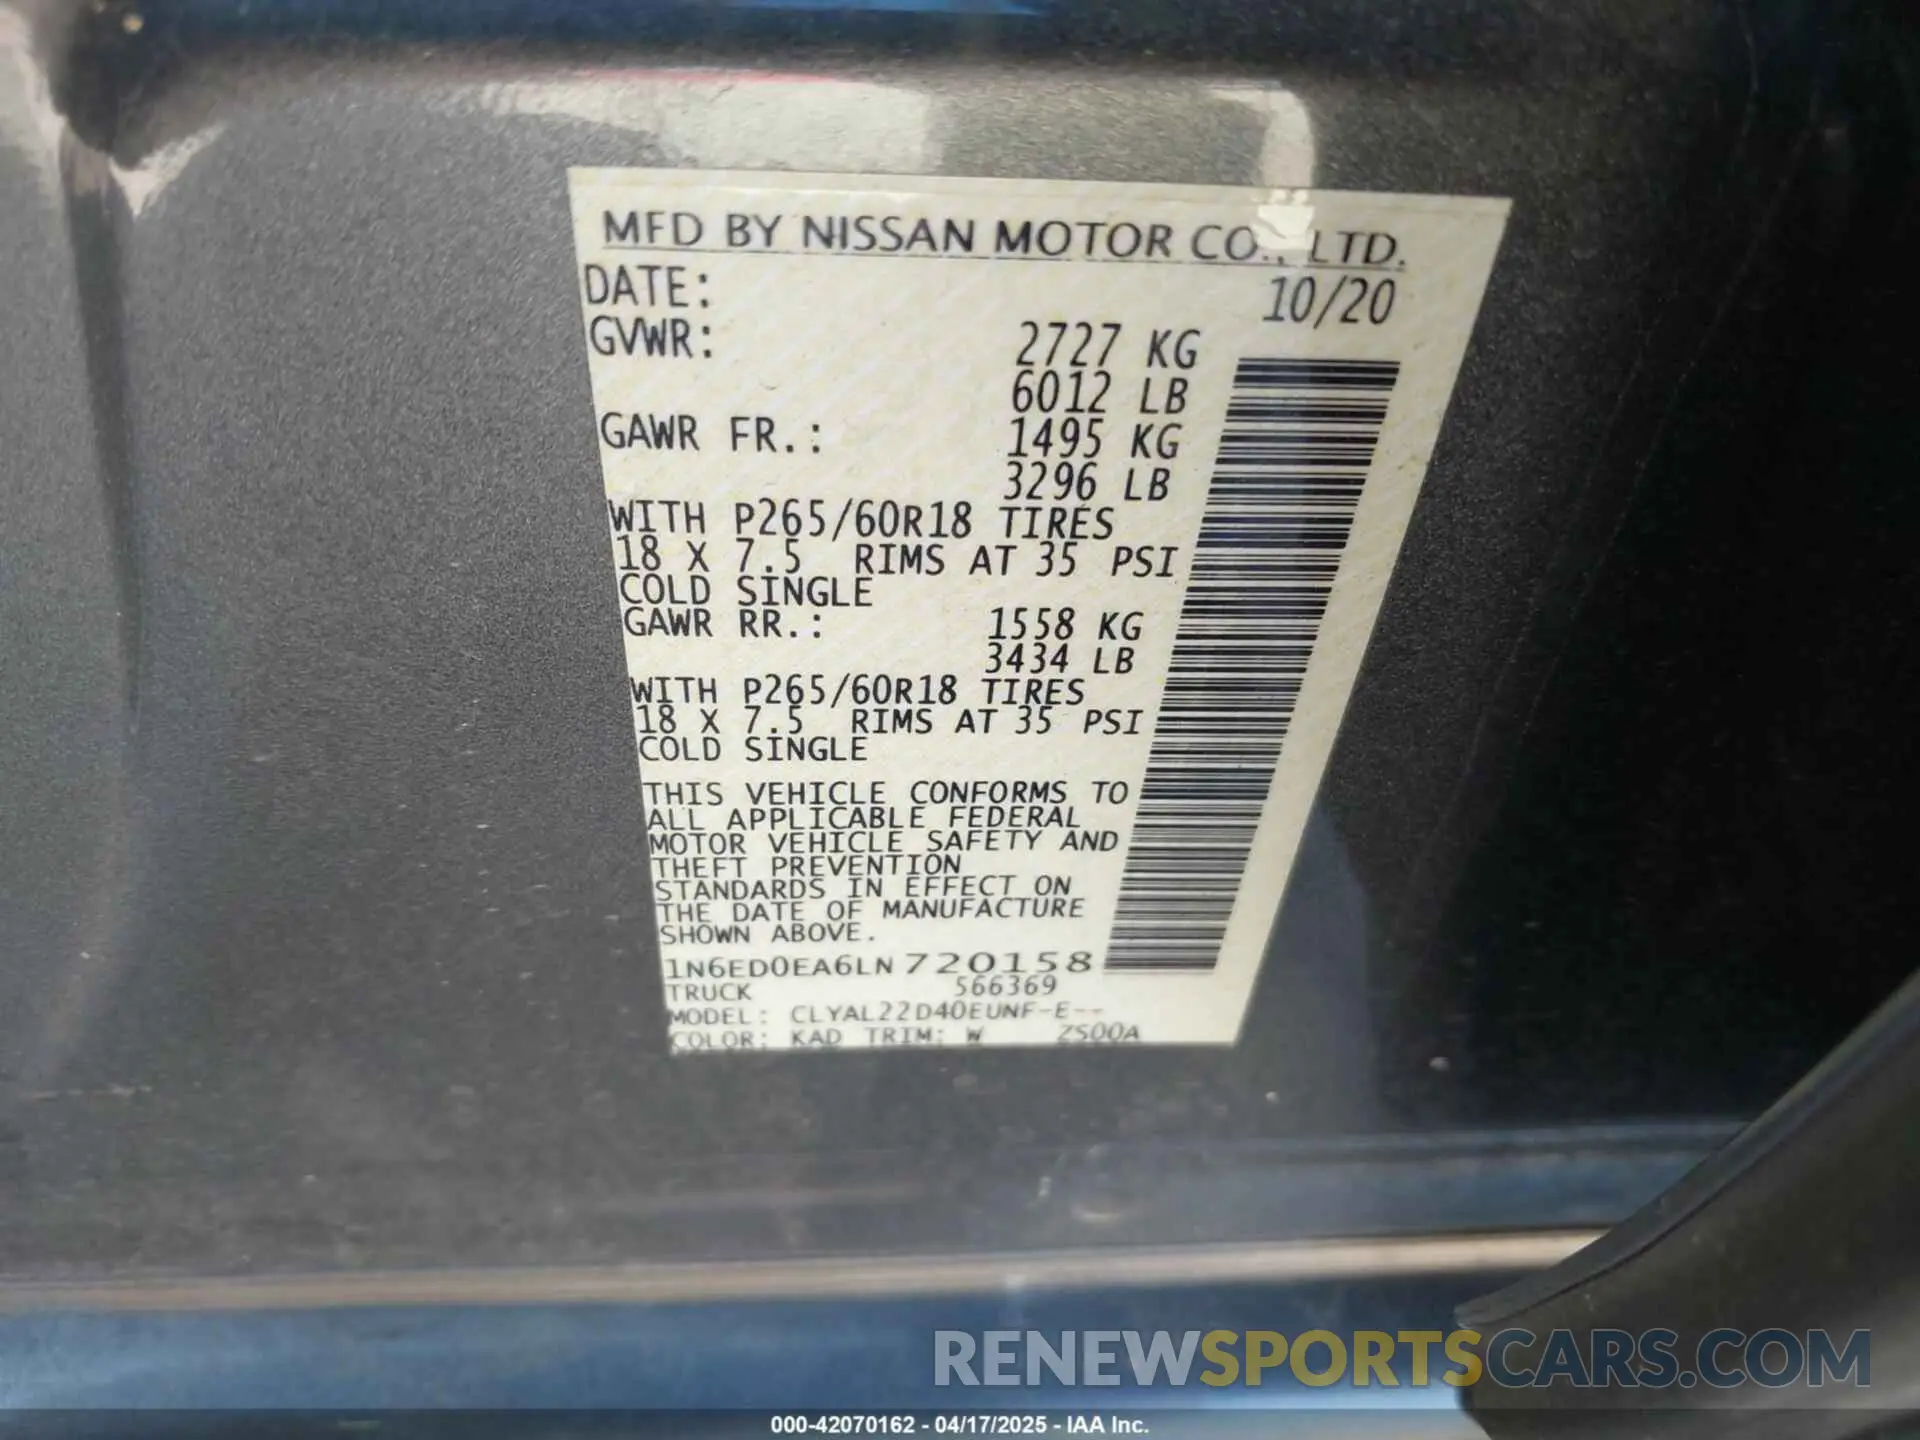 MFD BY NISSAN MOTOR CO., LTD.
DATE: 10/20
GVWR: 2727 KG
6012 LB
GAWR FR.: 1495 KG
3296 LB
WITH P265/60R18 TIRES
18 X 7.5 RIMS AT 35 PSI
COLD SINGLE
GAWR RR.: 1558 KG
3434 LB
WITH P265/60R18 TIRES
18 X 7.5 RIMS AT 35 PSI
COLD SINGLE
THIS VEHICLE CONFORMS TO
ALL APPLICABLE FEDERAL
MOTOR VEHICLE SAFETY AND
THEFT PREVENTION
STANDARDS IN EFFECT ON
THE DATE OF MANUFACTURE
SHOWN ABOVE.
1N6ED0EA6LN 720158
TRUCK 566369
MODEL: CLYAL22D40EUNF-E--
COLOR: KAD TRIM: W ZS00A
RENEWSPORTSCARS.COM
000-42070162 - 04/17/2025 - IAA Inc.